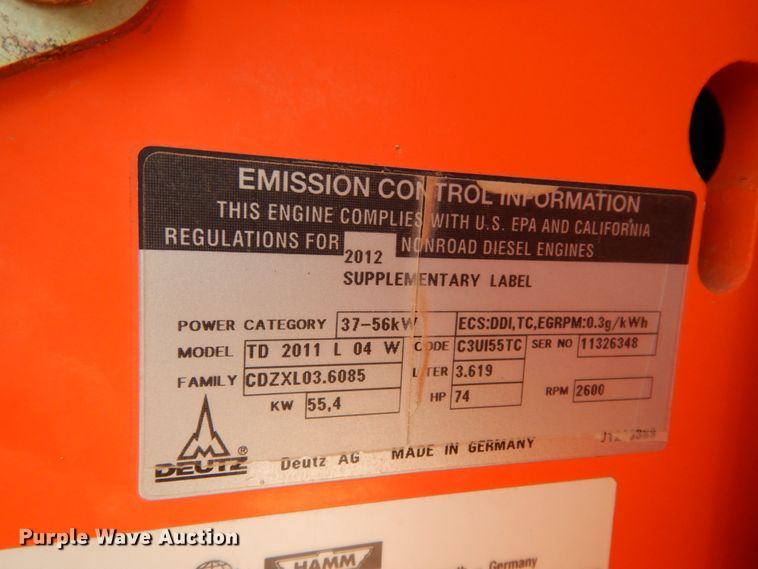 EMISSION CONTROL INFORMATION
THIS ENGINE COMPLIES WITH U.S. EPA AND CALIFORNIA
REGULATIONS FOR 2012 NONROAD DIESEL ENGINES
SUPPLEMENTARY LABEL
POWER CATEGORY 37-56kW ECS:DDI,TC,EGRPM:0.3g/kWh
MODEL TD 2011 L 04 W CODE C3UI55TC SER NO 11326348
FAMILY CDZXL03.6085 LITER 3.619
KW 55,4 HP 74 RPM 2600
DEUTZ® Deutz AG MADE IN GERMANY
Purple Wave Auction
HAMM
Germany